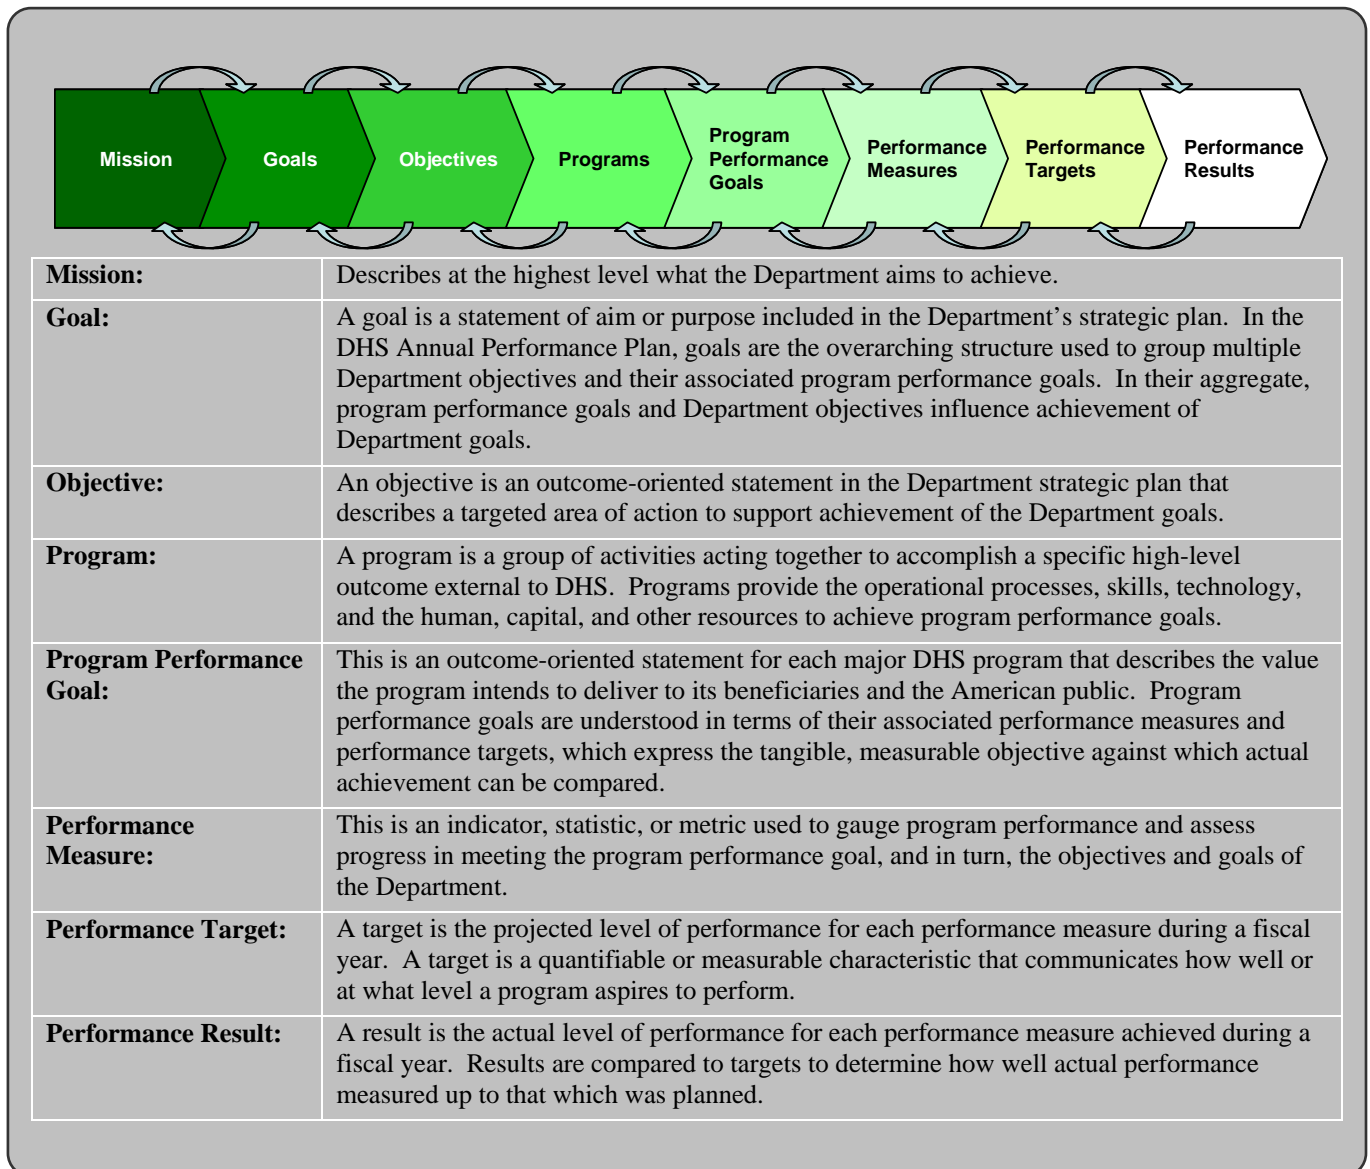 Mission
Goals
Objectives
Programs
Program
Performance
Goals
Performance
Measures
Performance
Targets
Performance
Results
Mission:
Describes at the highest level what the Department aims to achieve.
Goal:
A goal is a statement of aim or purpose included in the Department’s strategic plan.  In the
DHS Annual Performance Plan, goals are the overarching structure used to group multiple
Department objectives and their associated program performance goals.  In their aggregate,
program performance goals and Department objectives influence achievement of
Department goals.
Objective:
An objective is an outcome-oriented statement in the Department strategic plan that
describes a targeted area of action to support achievement of the Department goals.
Program:
A program is a group of activities acting together to accomplish a specific high-level
outcome external to DHS.  Programs provide the operational processes, skills, technology,
and the human, capital, and other resources to achieve program performance goals.
Program Performance
Goal:
This is an outcome-oriented statement for each major DHS program that describes the value
the program intends to deliver to its beneficiaries and the American public.  Program
performance goals are understood in terms of their associated performance measures and
performance targets, which express the tangible, measurable objective against which actual
achievement can be compared.
Performance
Measure:
This is an indicator, statistic, or metric used to gauge program performance and assess
progress in meeting the program performance goal, and in turn, the objectives and goals of
the Department.
Performance Target:
A target is the projected level of performance for each performance measure during a fiscal
year.  A target is a quantifiable or measurable characteristic that communicates how well or
at what level a program aspires to perform.
Performance Result:
A result is the actual level of performance for each performance measure achieved during a
fiscal year.  Results are compared to targets to determine how well actual performance
measured up to that which was planned.